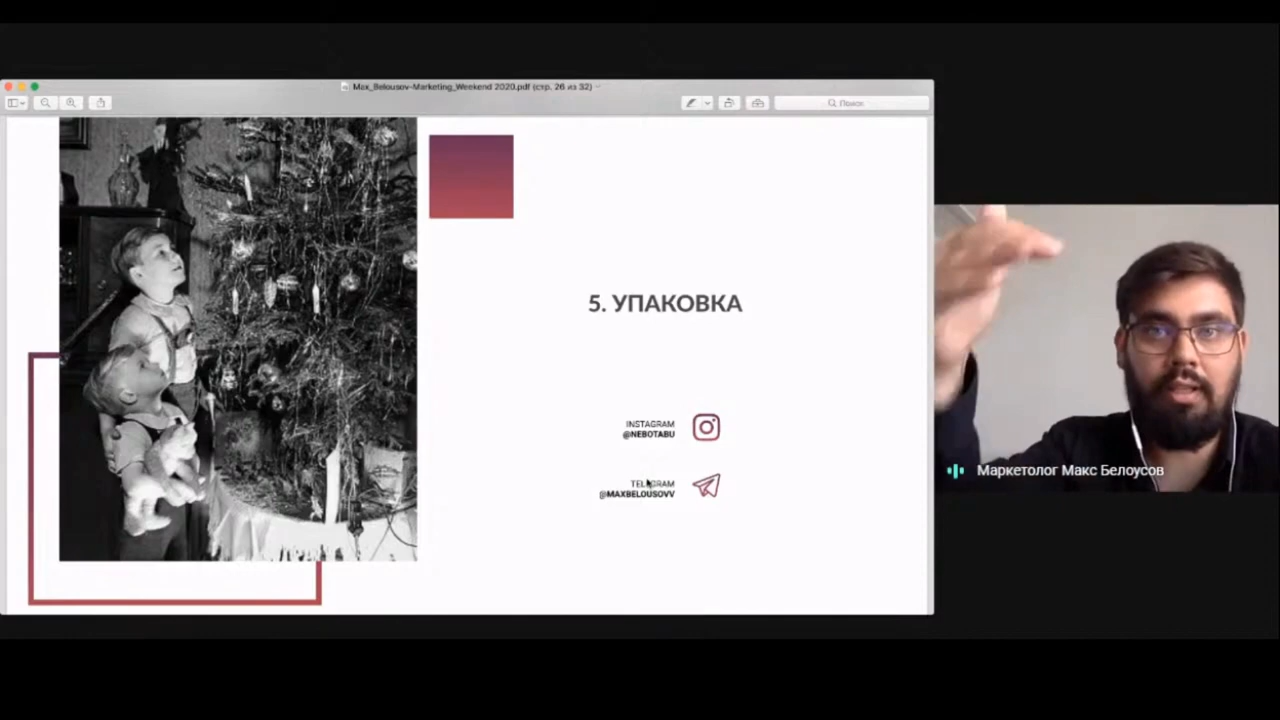 Max_Belousov-Marketing_Weekend 2020.pdf (стр. 26 из 32)
Поиск
5. УПАКОВКА
INSTAGRAM
@NEBOTABU
TELEGRAM
@MAXBELOUSOVV
Маркетолог Макс Белоусов